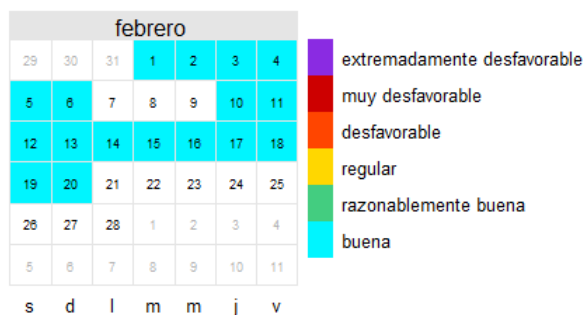 febrero
29 30 31 1 2 3 4
5 6 7 8 9 10 11
12 13 14 15 16 17 18
19 20 21 22 23 24 25
26 27 28 1 2 3 4
5 6 7 8 9 10 11
s d l m m j v
extremadamente desfavorable
muy desfavorable
desfavorable
regular
razonablemente buena
buena